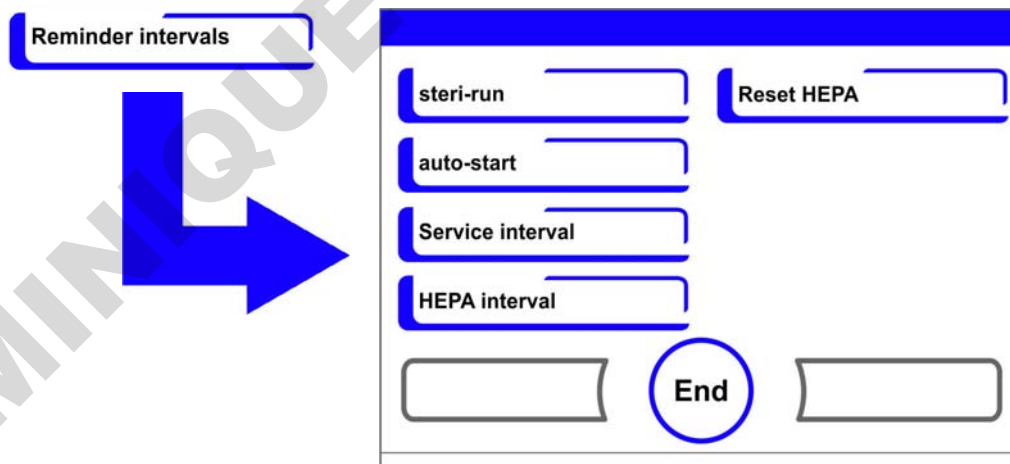 Reminder intervals
steri-run
Reset HEPA
auto-start
Service interval
HEPA interval
End